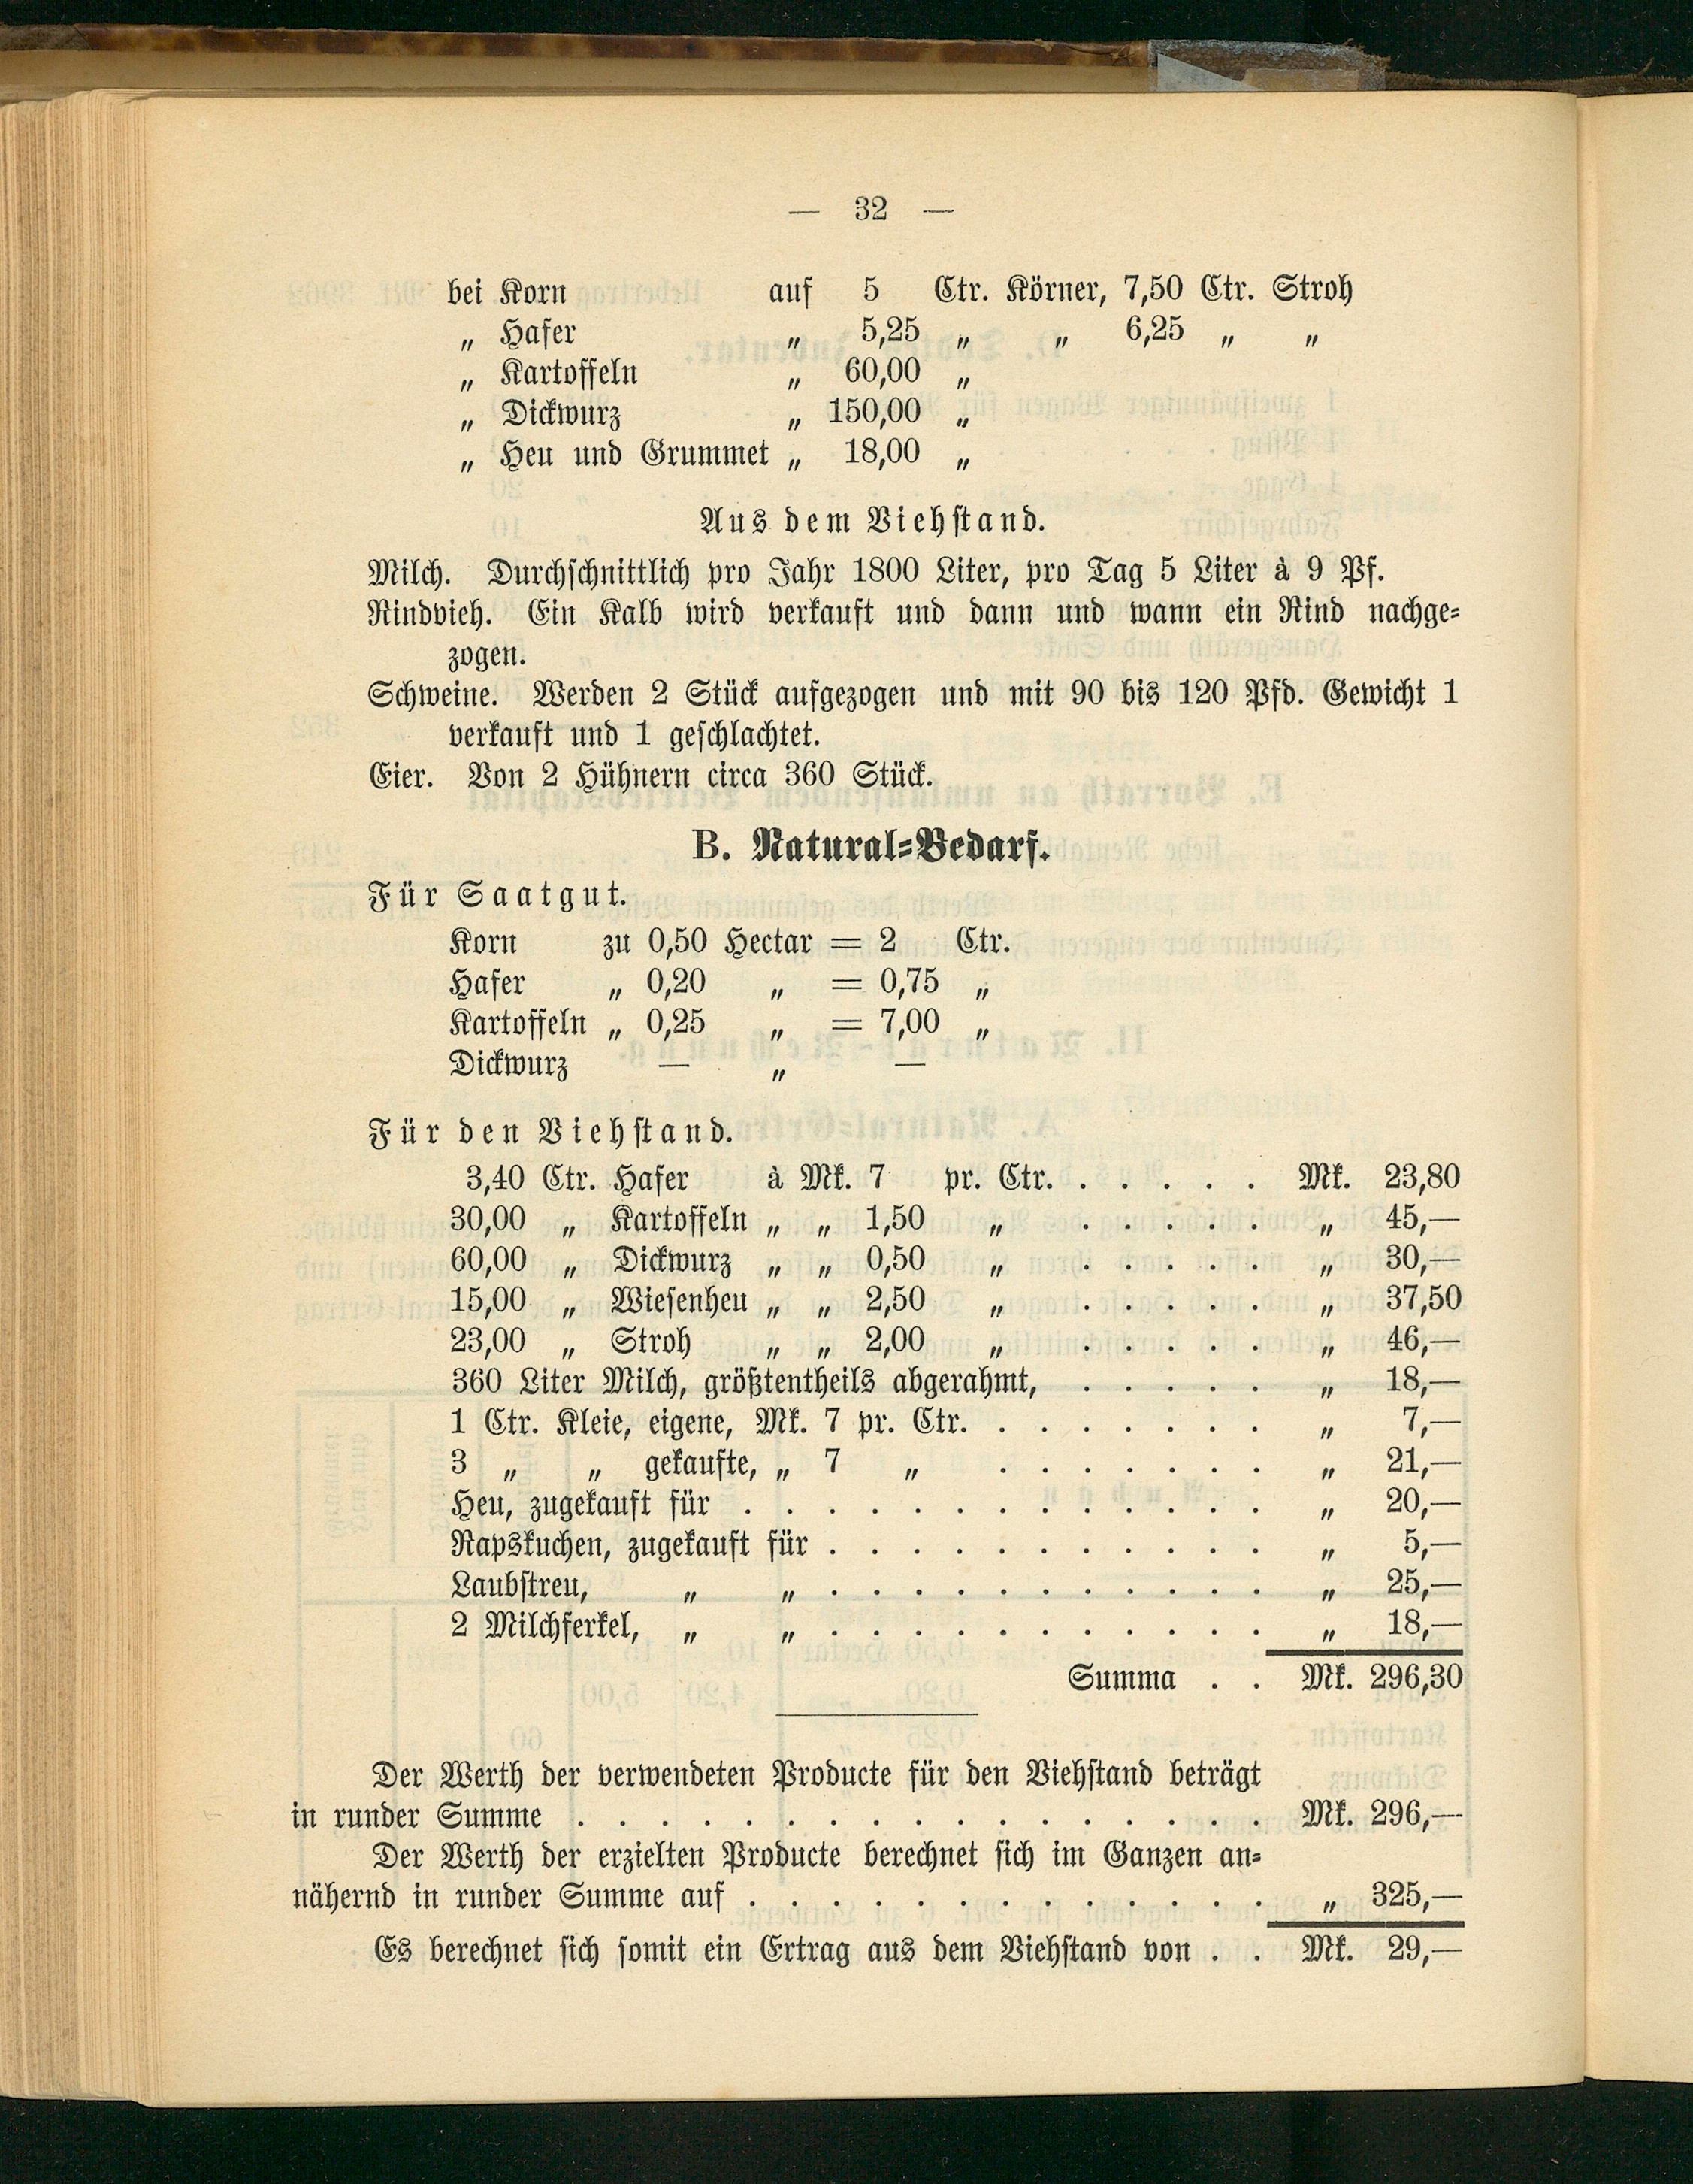 — 32 —
bei Korn auf 5 Ctr. Körner, 7,50 Ctr. Stroh
„ Hafer „ 5,25 „ „ 6,25 „ „
„ Kartoffeln „ 60,00 „
„ Dickwurz „ 150,00 „
„ Heu und Grummet „ 18,00 „
Aus dem Viehstand.
Milch. Durchschnittlich pro Jahr 1800 Liter, pro Tag 5 Liter à 9 Pf.
Rindvieh. Ein Kalb wird verkauft und dann und wann ein Rind nachge-
zogen.
Schweine. Werden 2 Stück aufgezogen und mit 90 bis 120 Pfd. Gewicht 1
verkauft und 1 geschlachtet.
Eier. Von 2 Hühnern circa 360 Stück.
B. Natural-Bedarf.
Für Saatgut.
Korn zu 0,50 Hectar = 2 Ctr.
Hafer „ 0,20 „ = 0,75 „
Kartoffeln „ 0,25 „ = 7,00 „
Dickwurz — „ —
Für den Viehstand.
3,40 Ctr. Hafer à Mk. 7 pr. Ctr. . . . . . Mk. 23,80
30,00 „ Kartoffeln „ „ 1,50 „ . . . . . „ 45,—
60,00 „ Dickwurz „ „ 0,50 „ . . . . . „ 30,—
15,00 „ Wiesenheu „ „ 2,50 „ . . . . . „ 37,50
23,00 „ Stroh „ „ 2,00 „ . . . . . „ 46,—
360 Liter Milch, größtentheils abgerahmt, . . . . . „ 18,—
1 Ctr. Kleie, eigene, Mk. 7 pr. Ctr. . . . . . . . „ 7,—
3 „ „ gekaufte, „ 7 „ . . . . . . . „ 21,—
Heu, zugekauft für . . . . . . . . . . . . . „ 20,—
Rapskuchen, zugekauft für . . . . . . . . . . . „ 5,—
Laubstreu, „ „ . . . . . . . . . . . „ 25,—
2 Milchferkel, „ „ . . . . . . . . . . . „ 18,—
Summa . . Mk. 296,30
Der Werth der verwendeten Producte für den Viehstand beträgt
in runder Summe . . . . . . . . . . . . . . . . . Mk. 296,—
Der Werth der erzielten Producte berechnet sich im Ganzen an-
nähernd in runder Summe auf . . . . . . . . . . . . . „ 325,—
Es berechnet sich somit ein Ertrag aus dem Viehstand von . . Mk. 29,—